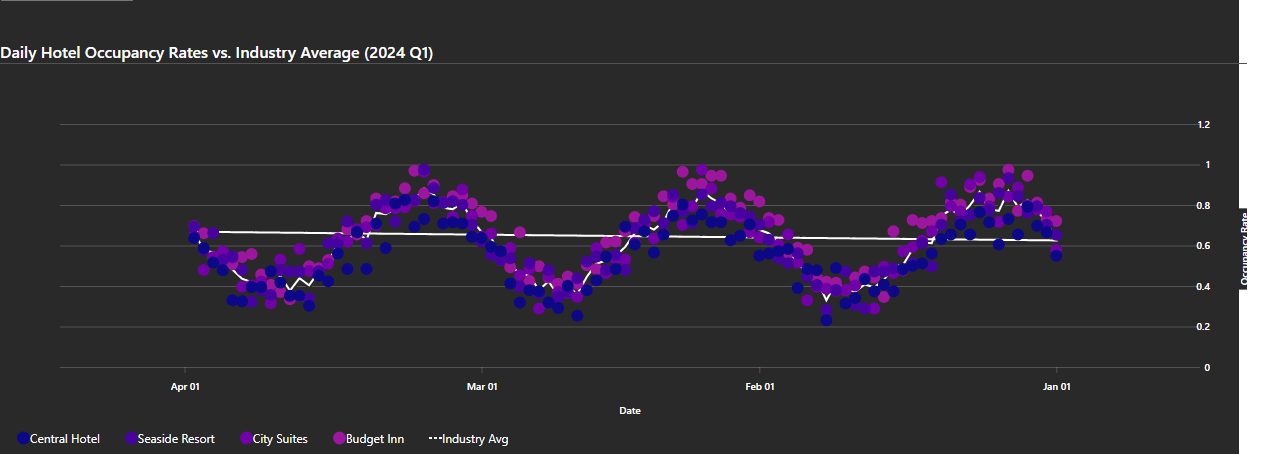 Daily Hotel Occupancy Rates vs. Industry Average (2024 Q1)
1.2
1
0.8
0.6
0.4
0.2
0
Occupancy Rate
Apr 01 Mar 01 Feb 01 Jan 01
Date
Central Hotel Seaside Resort City Suites Budget Inn Industry Avg